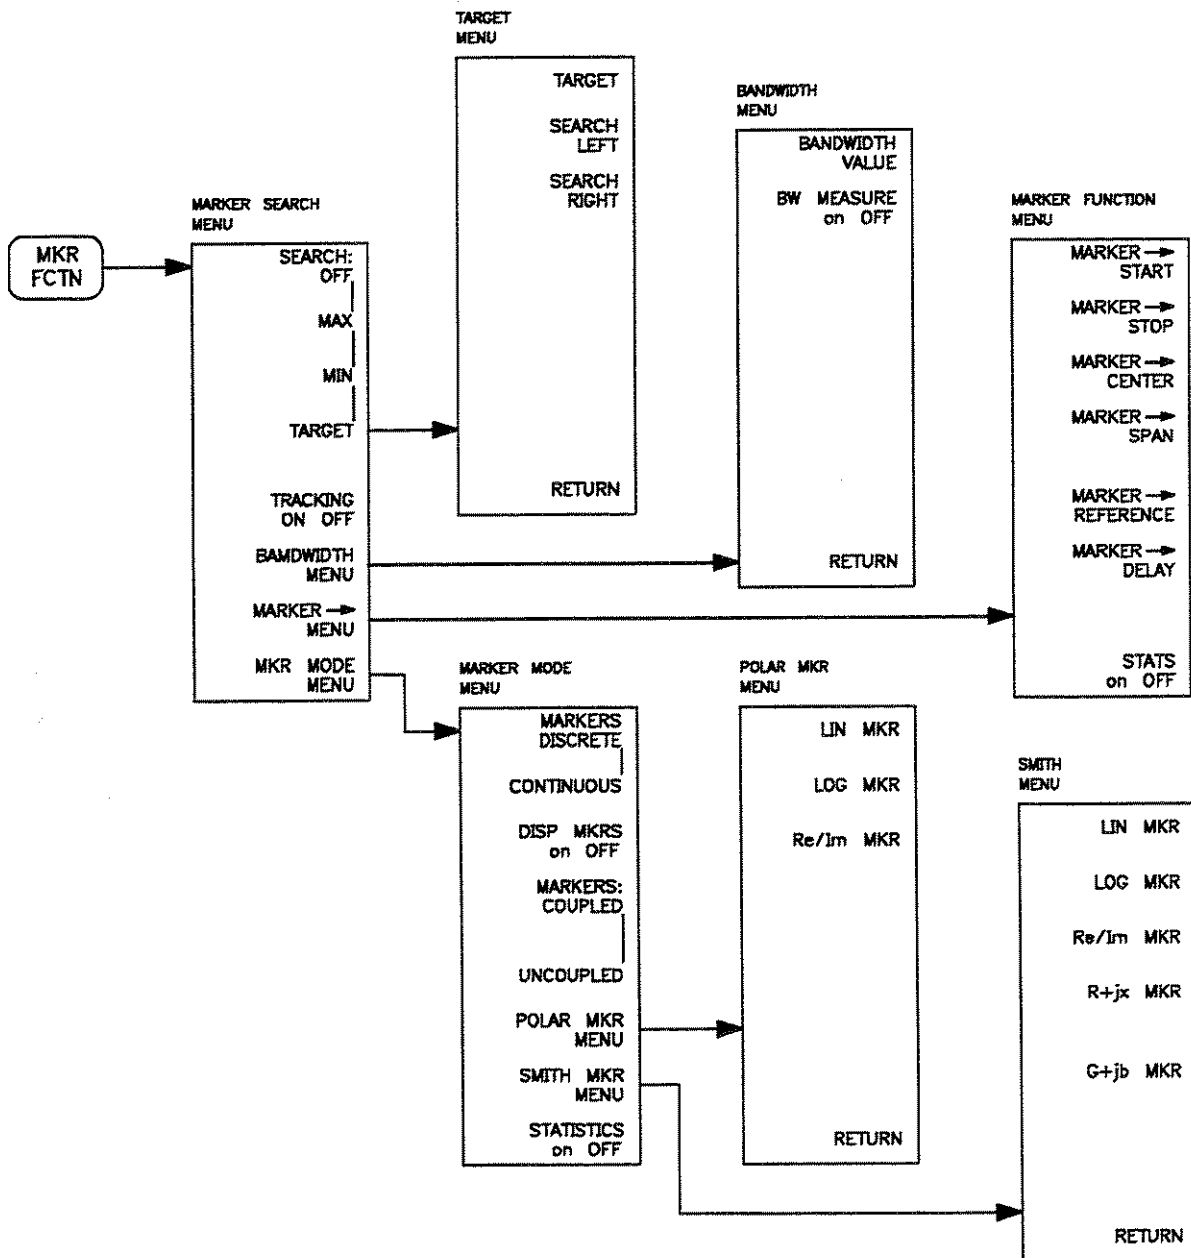 TARGET
MENU
TARGET
SEARCH
LEFT
SEARCH
RIGHT
RETURN
BANDWIDTH
MENU
BANDWIDTH
VALUE
BW MEASURE
on OFF
RETURN
MKR
FCTN
MARKER SEARCH
MENU
SEARCH:
OFF
MAX
MIN
TARGET
TRACKING
ON OFF
BAMDWIDTH
MENU
MARKER→
MENU
MKR MODE
MENU
MARKER FUNCTION
MENU
MARKER→
START
MARKER→
STOP
MARKER→
CENTER
MARKER→
SPAN
MARKER→
REFERENCE
MARKER→
DELAY
STATS
on OFF
MARKER MODE
MENU
MARKERS
DISCRETE
CONTINUOUS
DISP MKRS
on OFF
MARKERS:
COUPLED
UNCOUPLED
POLAR MKR
MENU
SMITH MKR
MENU
STATISTICS
on OFF
POLAR MKR
MENU
LIN MKR
LOG MKR
Re/Im MKR
RETURN
SMITH
MENU
LIN MKR
LOG MKR
Re/Im MKR
R+jx MKR
G+jb MKR
RETURN